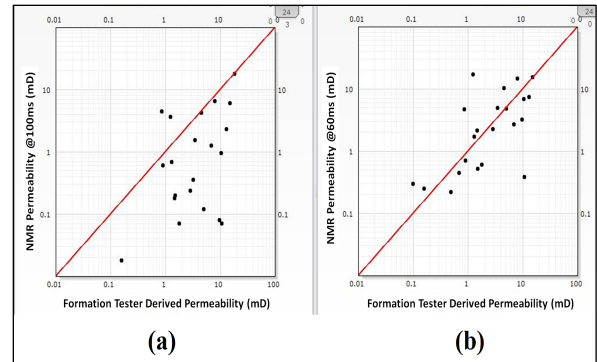 0.01 0.1 1 10 24 0
3 0
10 10
1 1
0.1 0.1
0.01 0.1 1 10 100
NMR Permeability @100ms (mD)
Formation Tester Derived Permeability (mD)
(a)
0.01 0.1 1 10 24 0
0
10 10
1 1
0.1 0.1
0.01 0.1 1 10 100
NMR Permeability @60ms (mD)
Formation Tester Derived Permeability (mD)
(b)